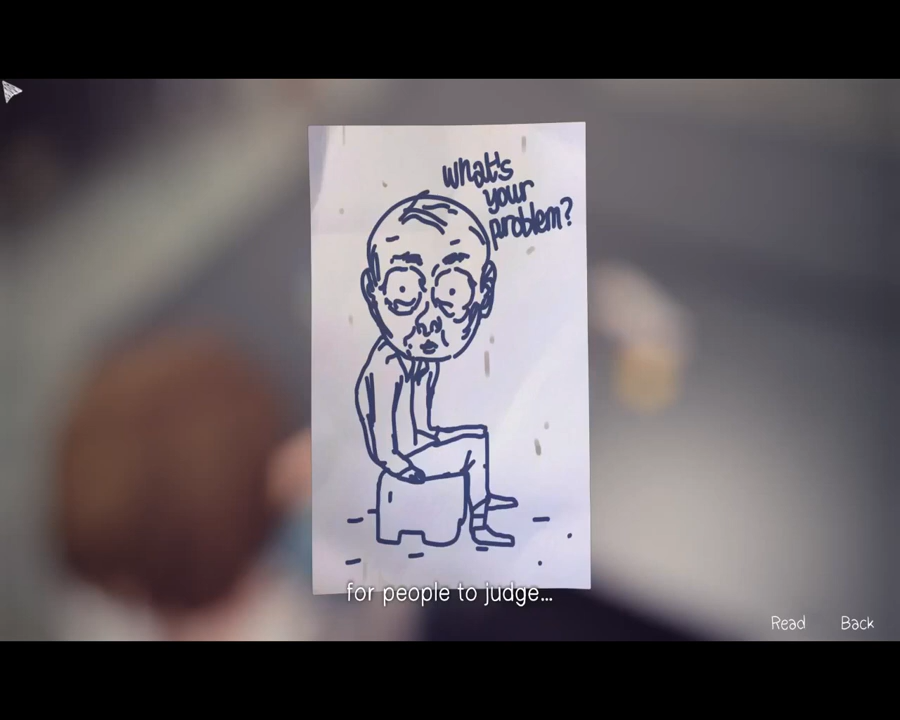 what's
your
problem?
for people to judge...
Read
Back